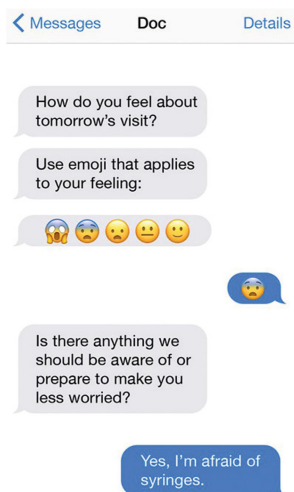 Messages Doc Details
How do you feel about
tomorrow’s visit?
Use emoji that applies
to your feeling:
😱😨😦😐🙂
😨
Is there anything we
should be aware of or
prepare to make you
less worried?
Yes, I’m afraid of
syringes.